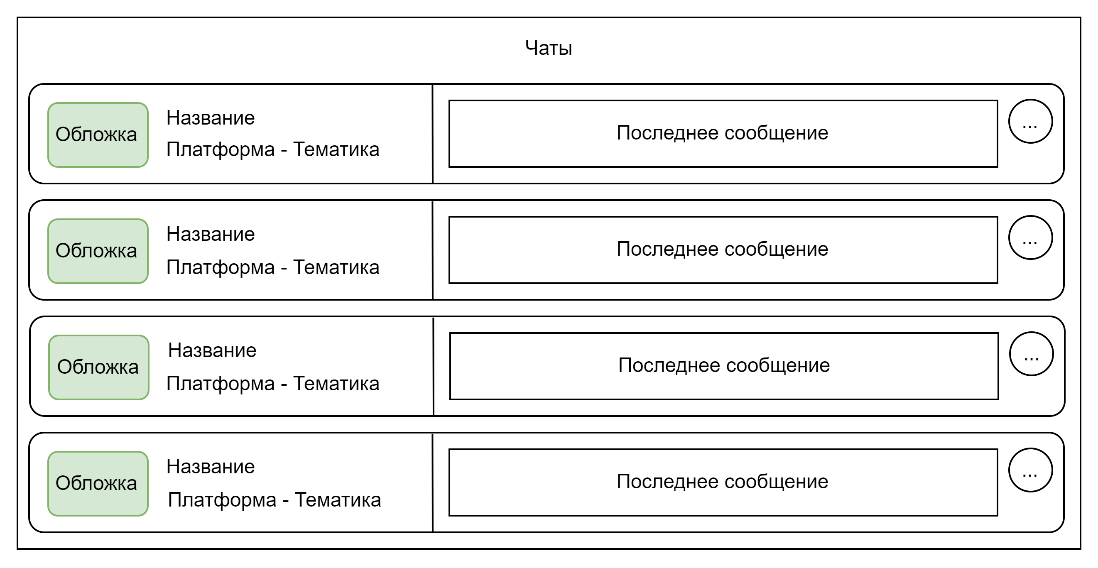 Чаты
Обложка
Название
Платформа - Тематика
Последнее сообщение
...
Обложка
Название
Платформа - Тематика
Последнее сообщение
...
Обложка
Название
Платформа - Тематика
Последнее сообщение
...
Обложка
Название
Платформа - Тематика
Последнее сообщение
...